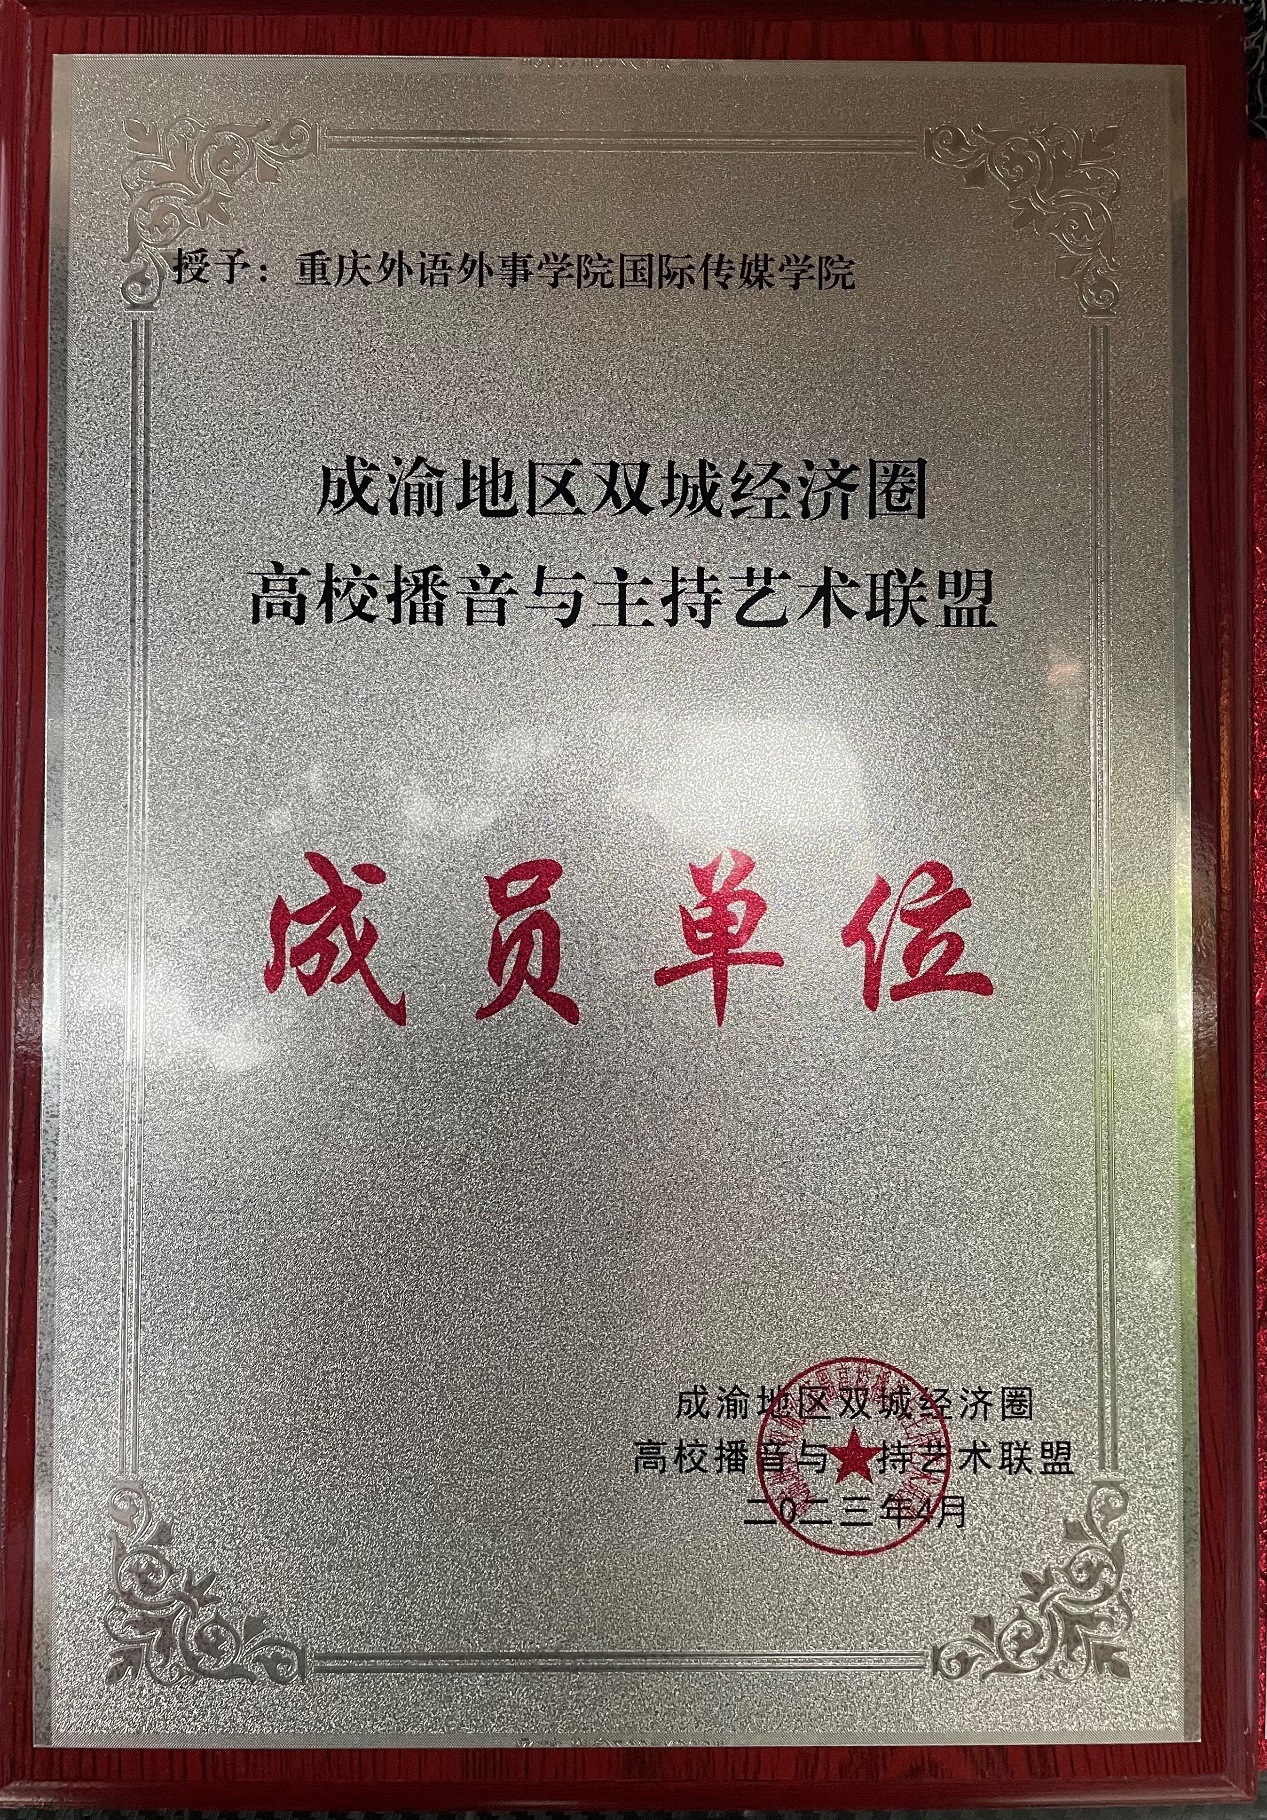 授予：重庆外语外事学院国际传媒学院
成渝地区双城经济圈
高校播音与主持艺术联盟
成员单位
成渝地区双城经济圈
高校播音与主持艺术联盟
二0二三年4月